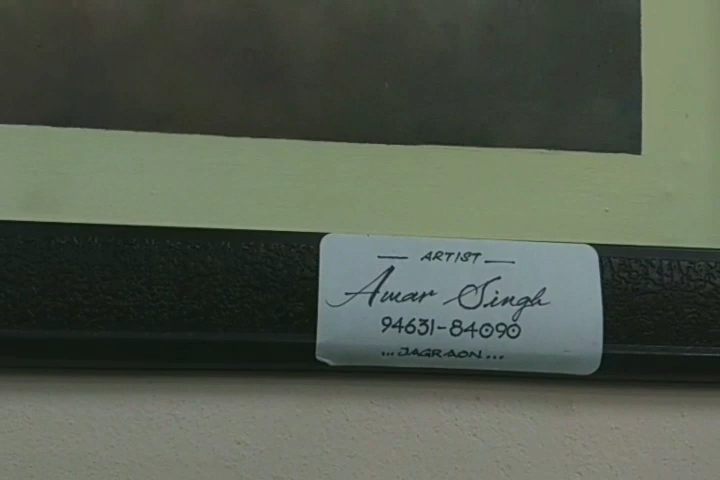 — ARTIST —
Amar Singh
94631-84090
... JAGRAON ...